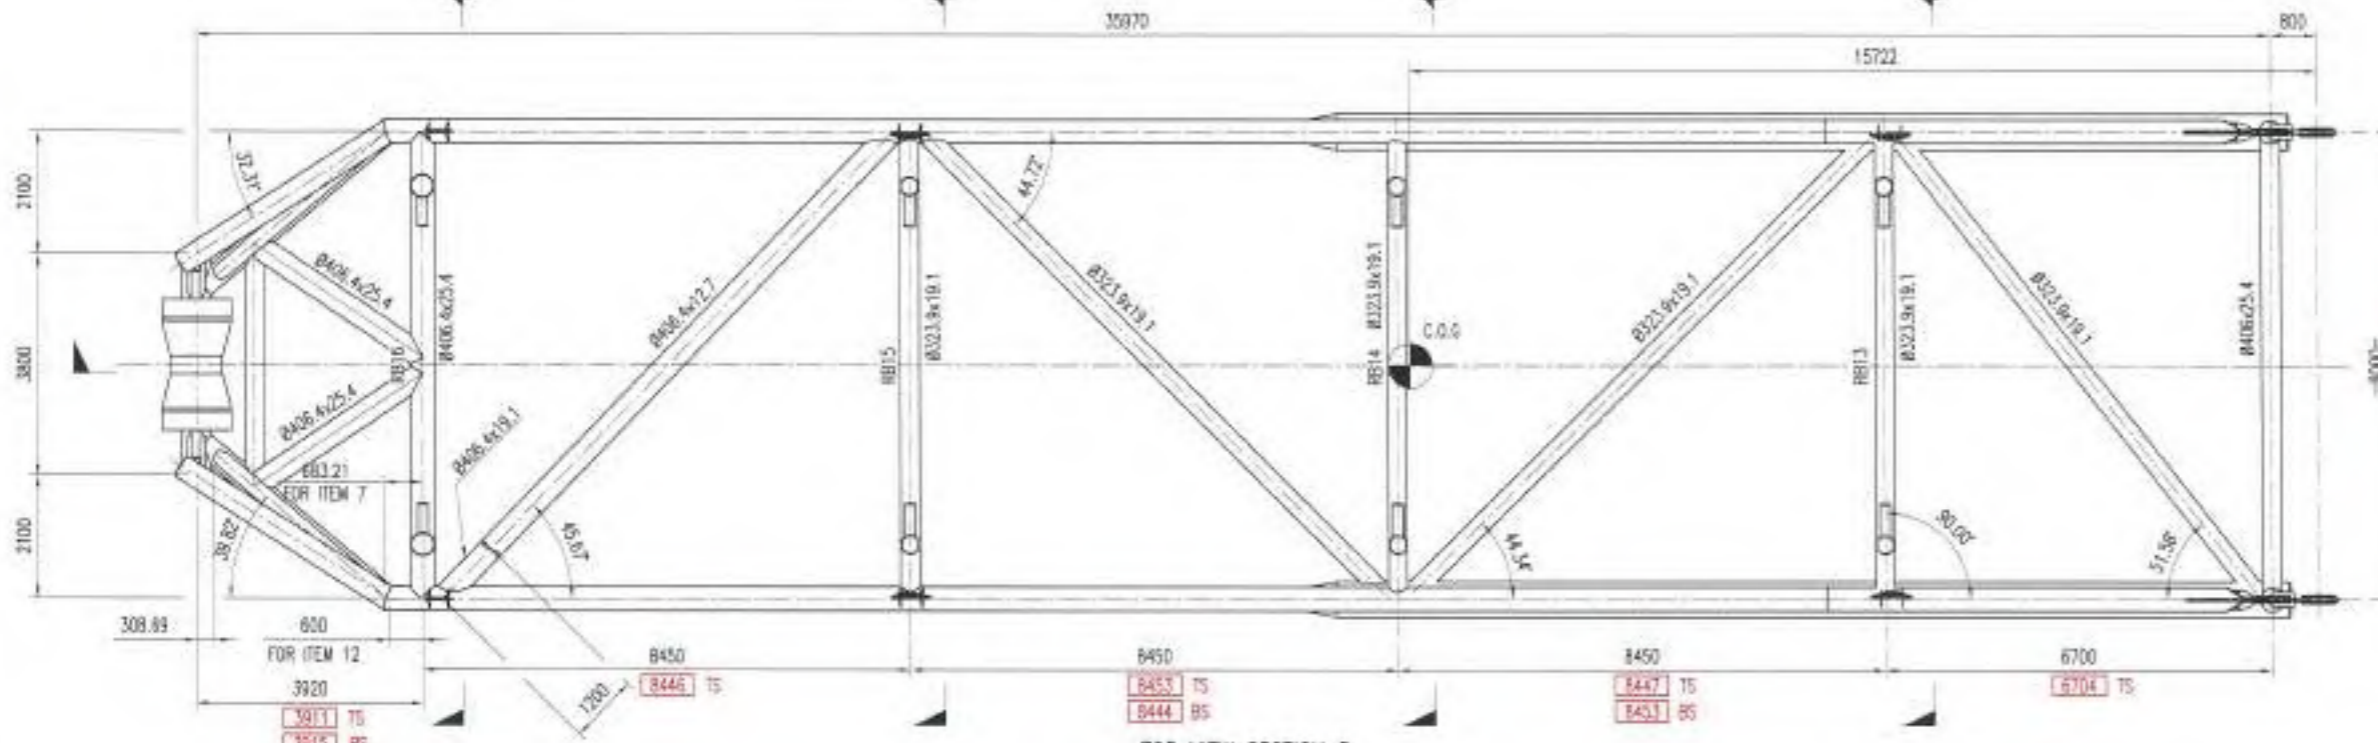 35970
800
15722
2100
3800
2100
32.31°
44.72°
Ø406.4x25.4
Ø406.4x25.4
RB16
Ø406.4x12.7
RB15
Ø323.9x19.1
Ø323.9x19.1
Ø323.9x19.1
RB14
C.O.G
Ø323.9x19.1
RB13
Ø323.9x19.1
Ø323.9x19.1
Ø406x25.4
Ø406.4x25.4
683.21
FOR ITEM 7
Ø406.4x19.1
39.82°
45.67°
44.34°
90.00°
51.58°
308.69
600
FOR ITEM 12
8450
8450
8450
6700
8446 TS
8453 TS
8447 TS
6704 TS
8444 BS
8453 BS
3920
1200
3911 TS
BS